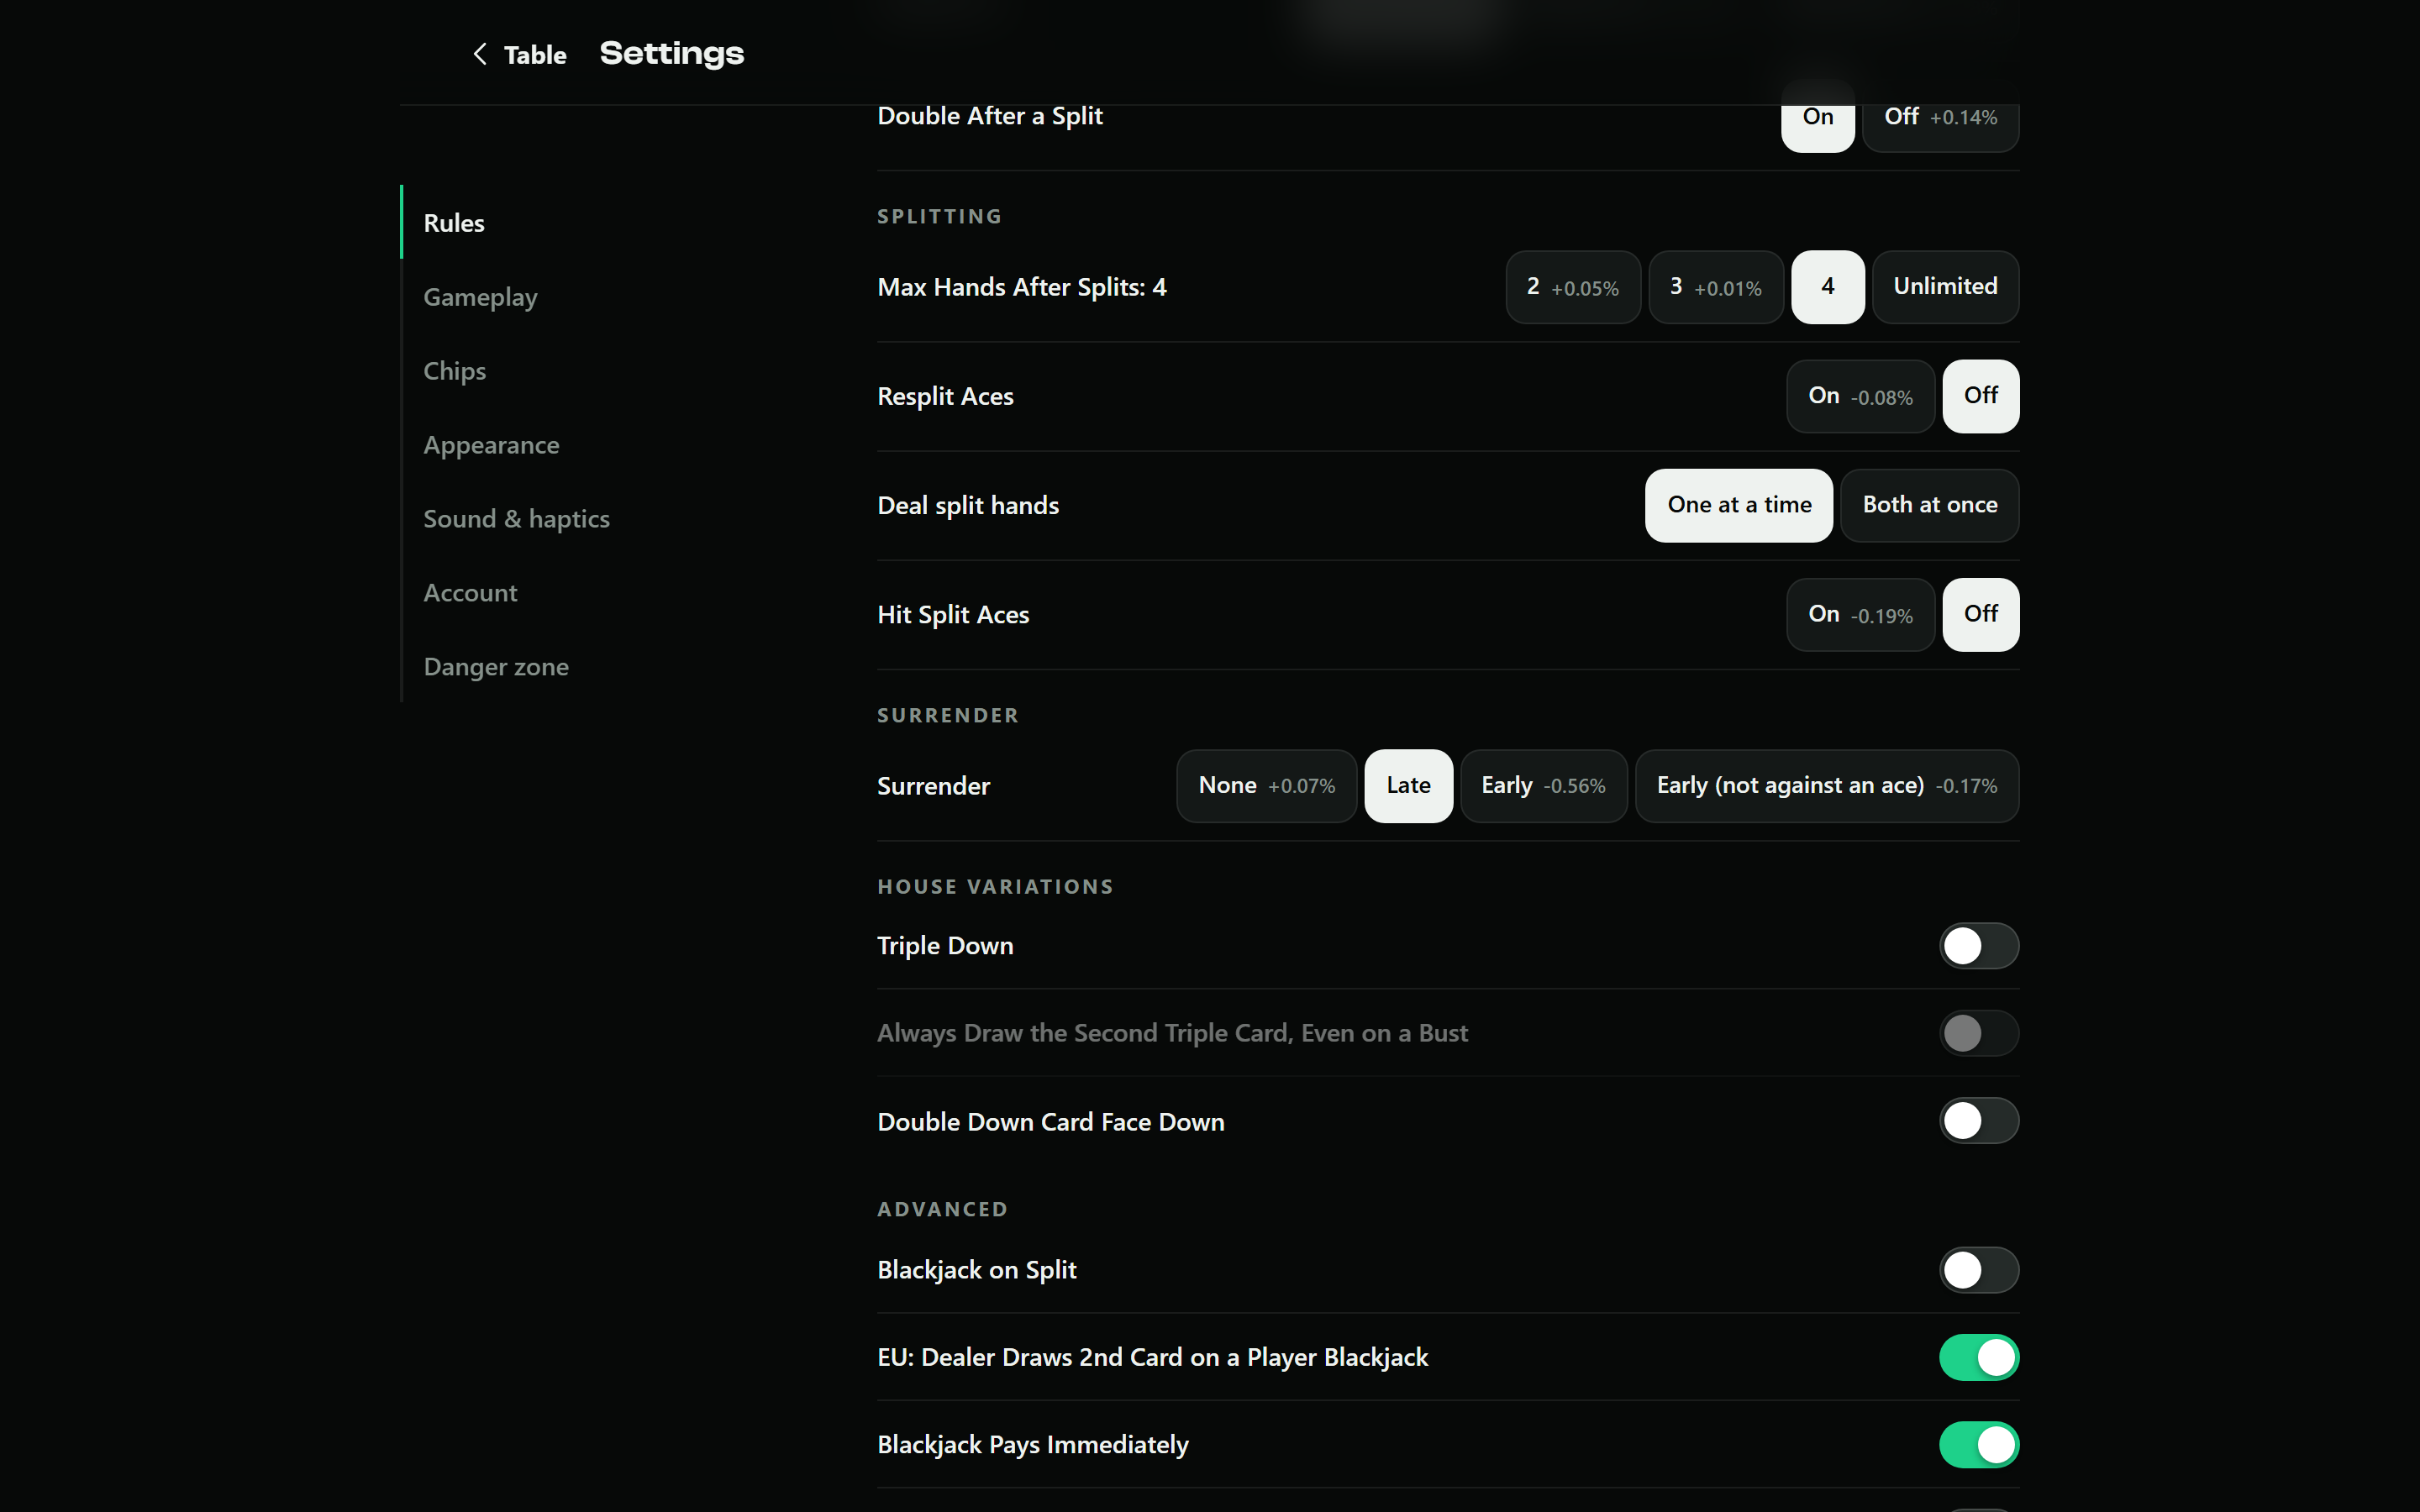 Table Settings
Double After a Split On Off +0.14%
Rules
Gameplay
Chips
Appearance
Sound & haptics
Account
Danger zone
SPLITTING
Max Hands After Splits: 4 2 +0.05% 3 +0.01% 4 Unlimited
Resplit Aces On -0.08% Off
Deal split hands One at a time Both at once
Hit Split Aces On -0.19% Off
SURRENDER
Surrender None +0.07% Late Early -0.56% Early (not against an ace) -0.17%
HOUSE VARIATIONS
Triple Down
Always Draw the Second Triple Card, Even on a Bust
Double Down Card Face Down
ADVANCED
Blackjack on Split
EU: Dealer Draws 2nd Card on a Player Blackjack
Blackjack Pays Immediately